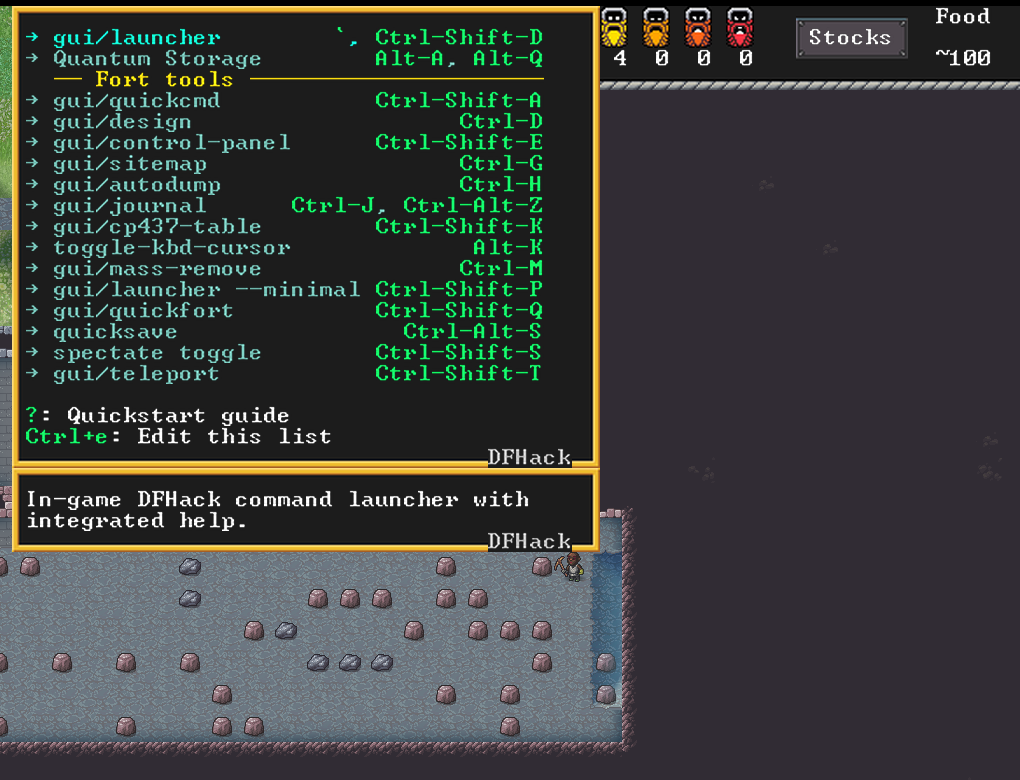 → gui/launcher `, Ctrl-Shift-D
→ Quantum Storage Alt-A, Alt-Q
Fort tools
→ gui/quickcmd Ctrl-Shift-A
→ gui/design Ctrl-D
→ gui/control-panel Ctrl-Shift-E
→ gui/sitemap Ctrl-G
→ gui/autodump Ctrl-H
→ gui/journal Ctrl-J, Ctrl-Alt-Z
→ gui/cp437-table Ctrl-Shift-K
→ toggle-kbd-cursor Alt-K
→ gui/mass-remove Ctrl-M
→ gui/launcher --minimal Ctrl-Shift-P
→ gui/quickfort Ctrl-Shift-Q
→ quicksave Ctrl-Alt-S
→ spectate toggle Ctrl-Shift-S
→ gui/teleport Ctrl-Shift-T
?: Quickstart guide
Ctrl+e: Edit this list
DFHack
In-game DFHack command launcher with
integrated help.
DFHack
4 0 0 0
Stocks
Food
~100